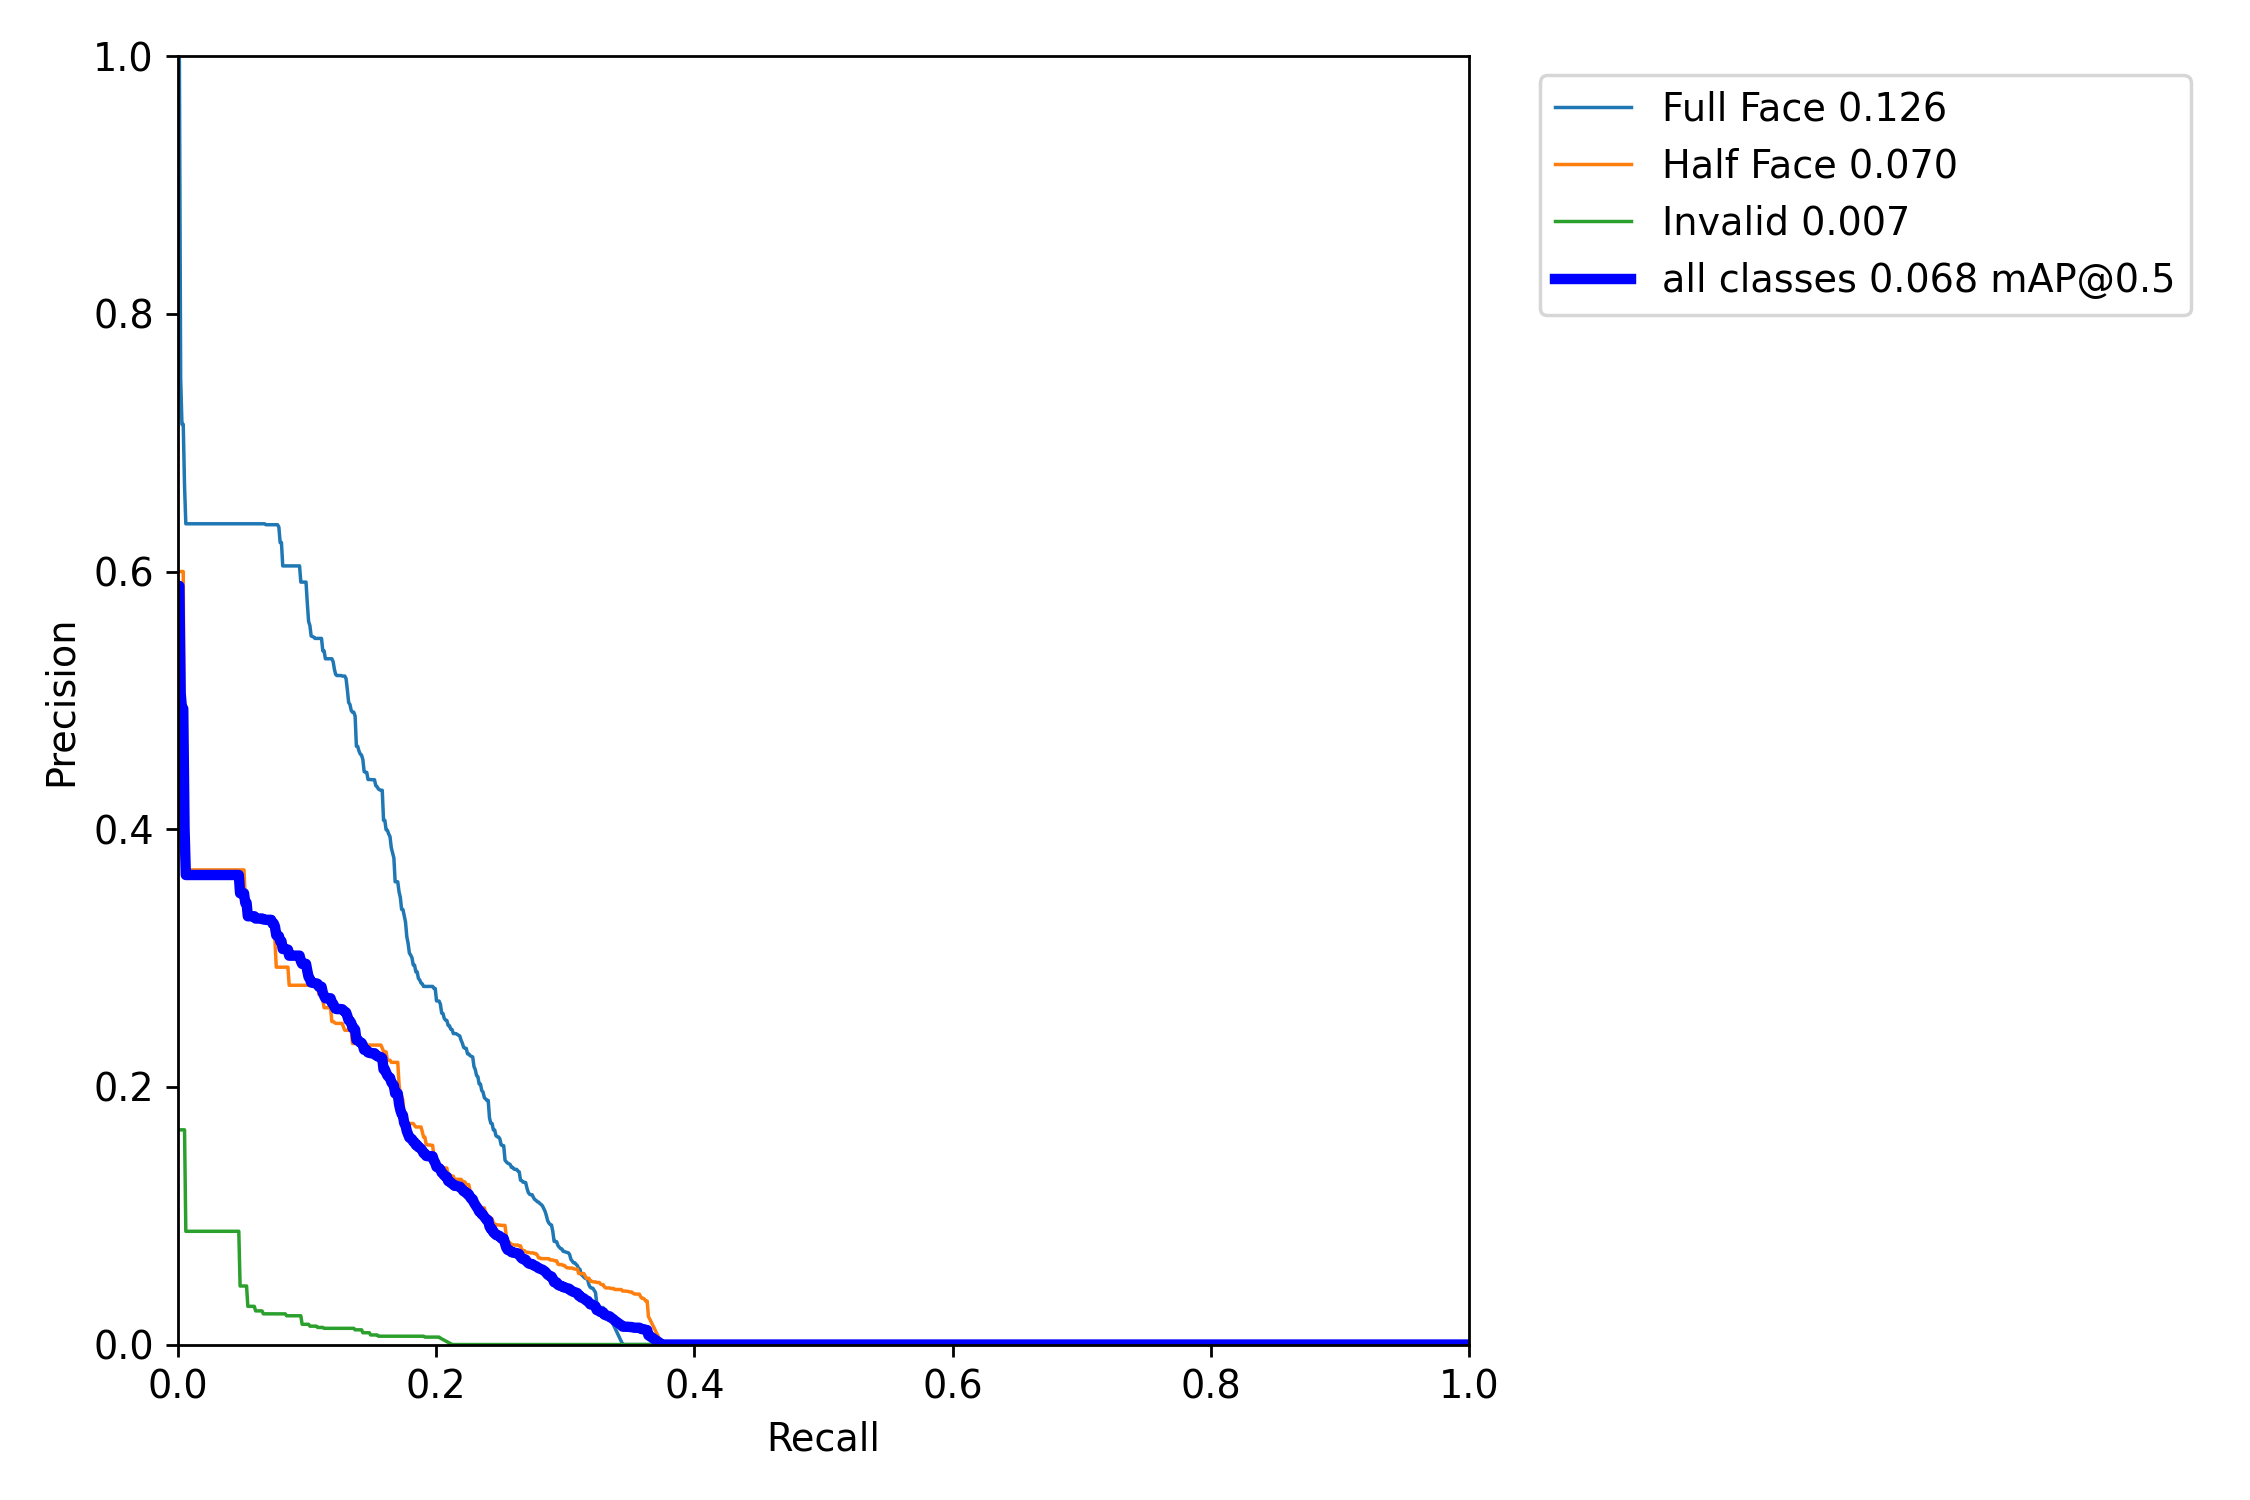 Full Face 0.126
Half Face 0.070
Invalid 0.007
all classes 0.068 mAP@0.5
1.0
0.8
0.6
0.4
0.2
0.0
Precision
0.0 0.2 0.4 0.6 0.8 1.0
Recall